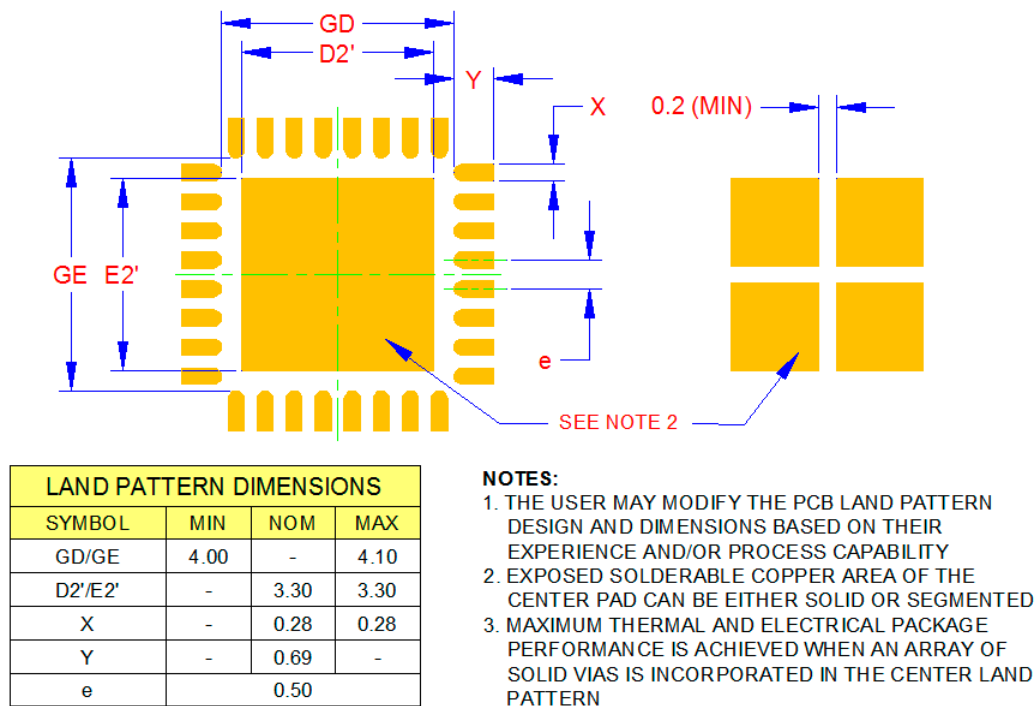 GD
D2'
Y
X
0.2 (MIN)
GE
E2'
e
SEE NOTE 2
LAND PATTERN DIMENSIONS
SYMBOL MIN NOM MAX
GD/GE 4.00 - 4.10
D2'/E2' - 3.30 3.30
X - 0.28 0.28
Y - 0.69 -
e 0.50
NOTES:
1. THE USER MAY MODIFY THE PCB LAND PATTERN
DESIGN AND DIMENSIONS BASED ON THEIR
EXPERIENCE AND/OR PROCESS CAPABILITY
2. EXPOSED SOLDERABLE COPPER AREA OF THE
CENTER PAD CAN BE EITHER SOLID OR SEGMENTED
3. MAXIMUM THERMAL AND ELECTRICAL PACKAGE
PERFORMANCE IS ACHIEVED WHEN AN ARRAY OF
SOLID VIAS IS INCORPORATED IN THE CENTER LAND
PATTERN